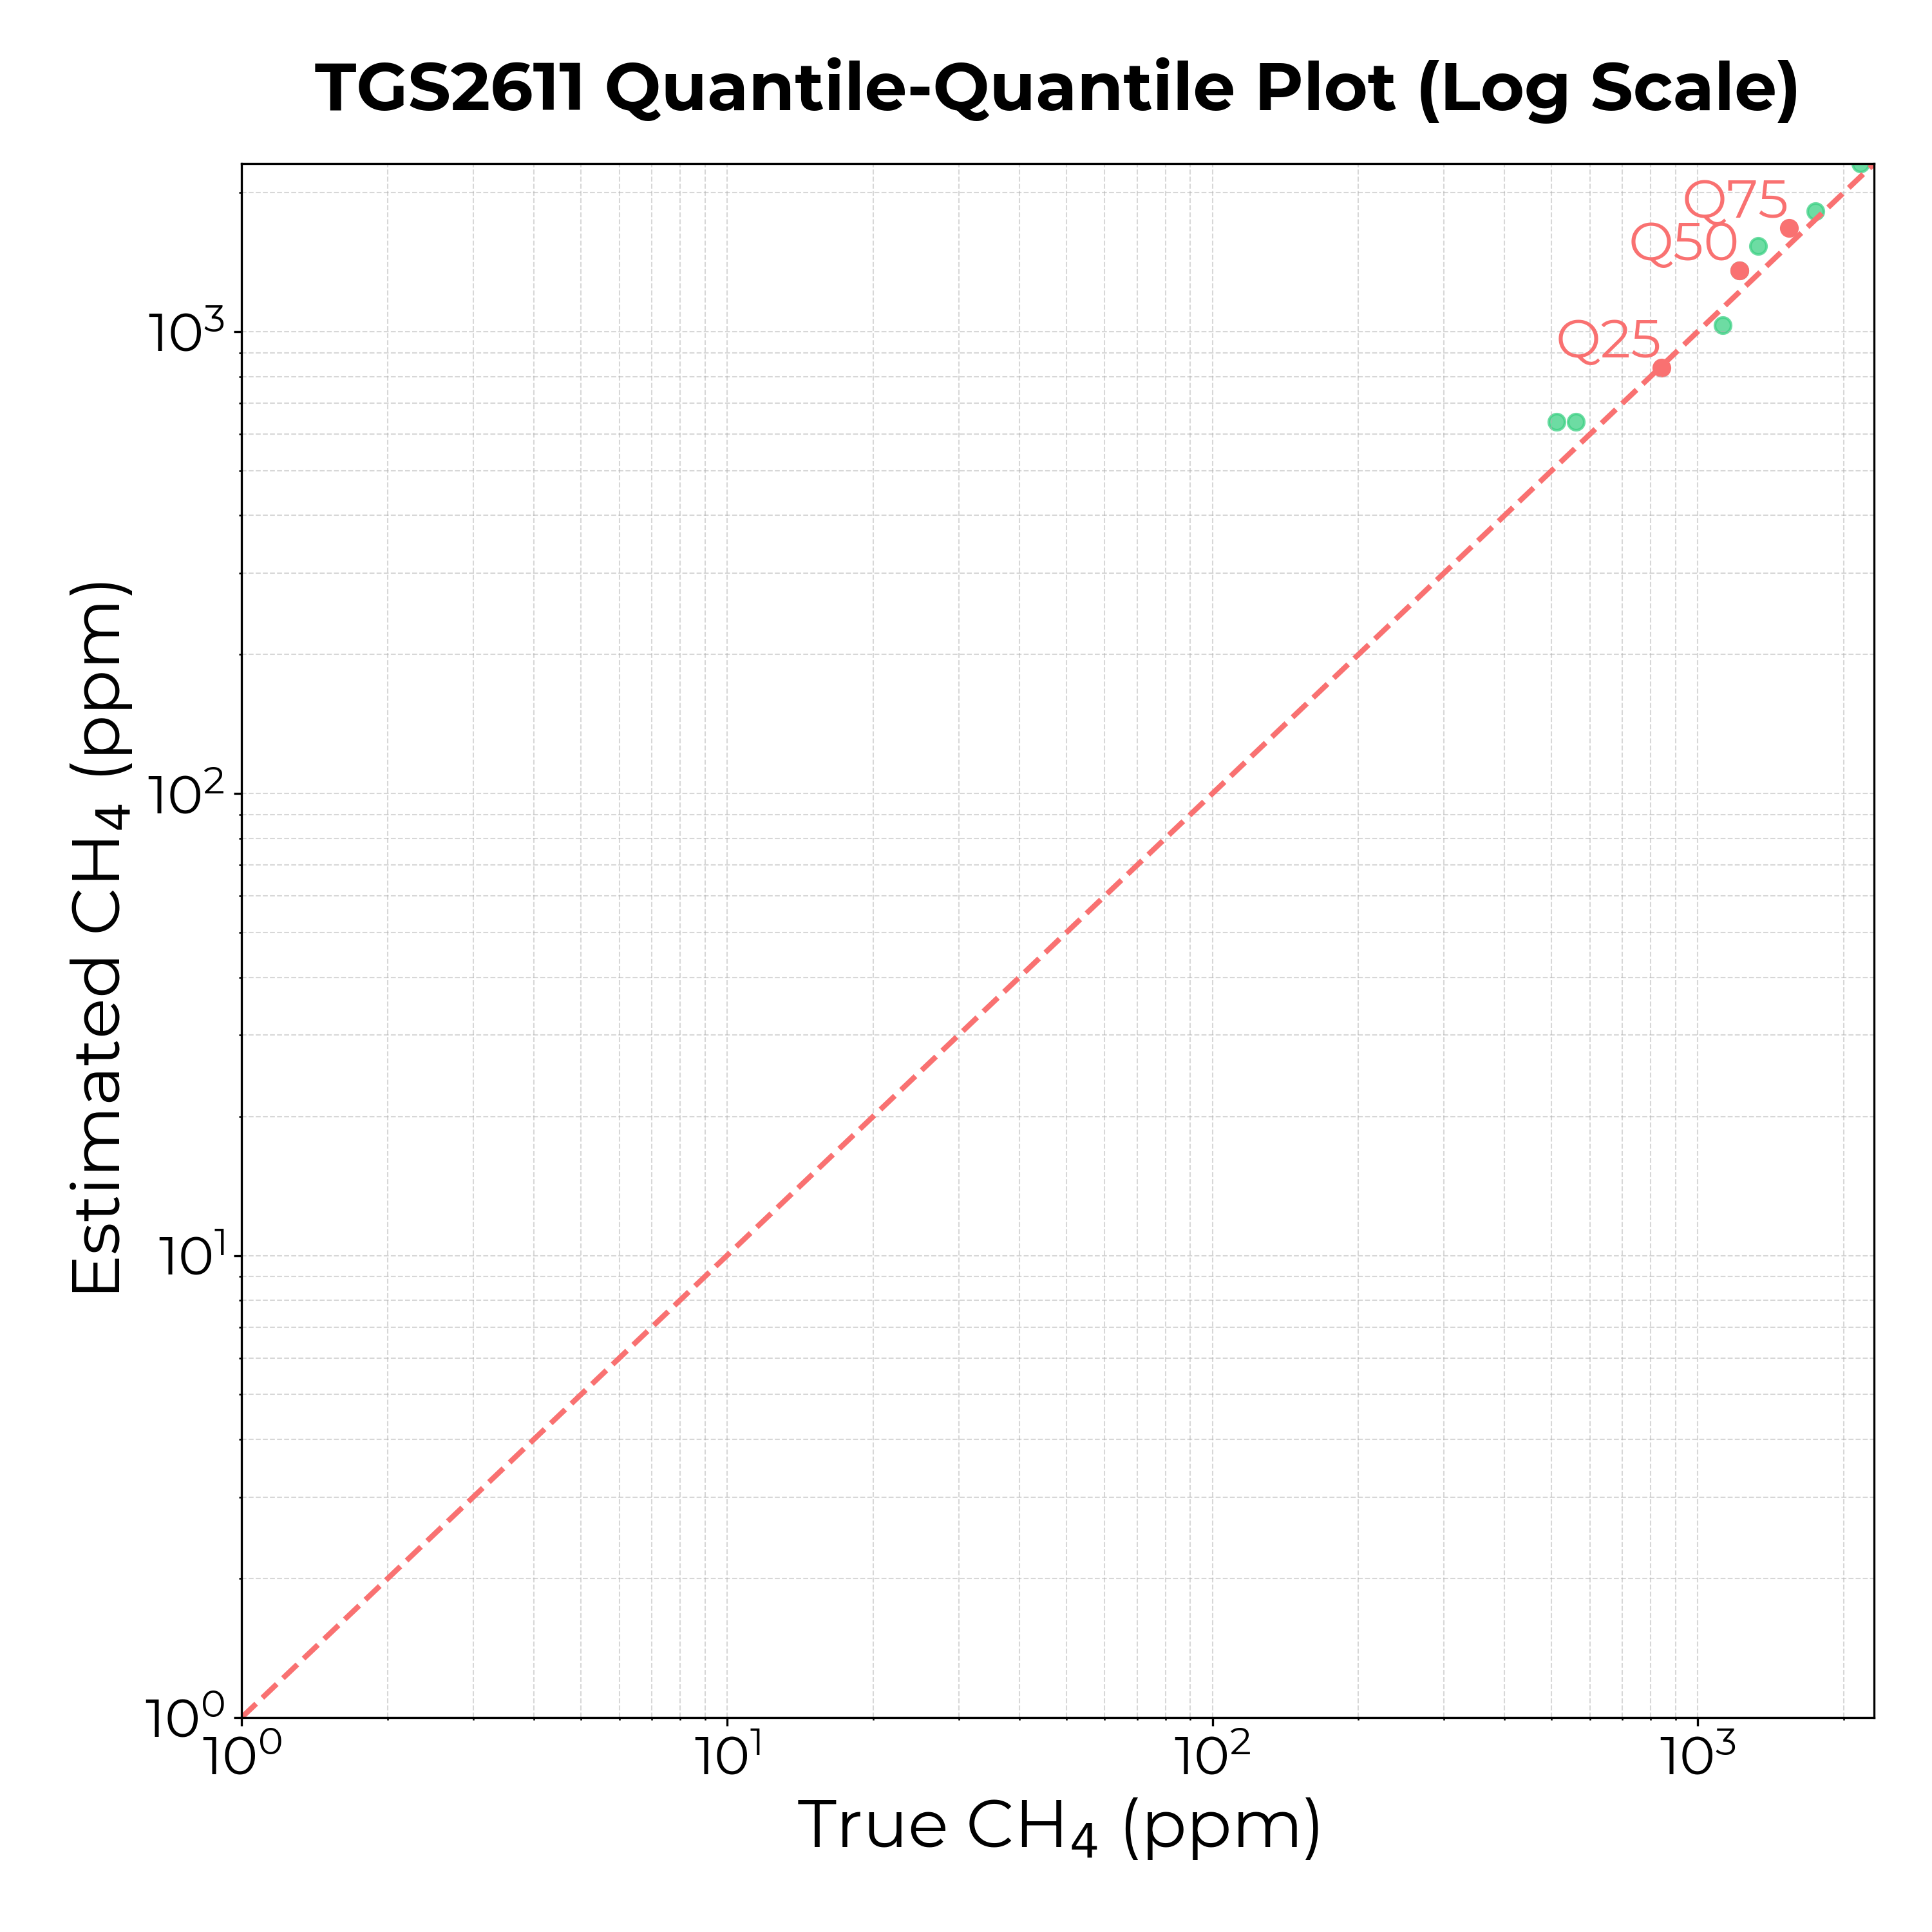 TGS2611 Quantile-Quantile Plot (Log Scale)
Q75
Q50
Q25
10³
10²
10¹
10⁰
Estimated CH₄ (ppm)
10⁰ 10¹ 10² 10³
True CH₄ (ppm)